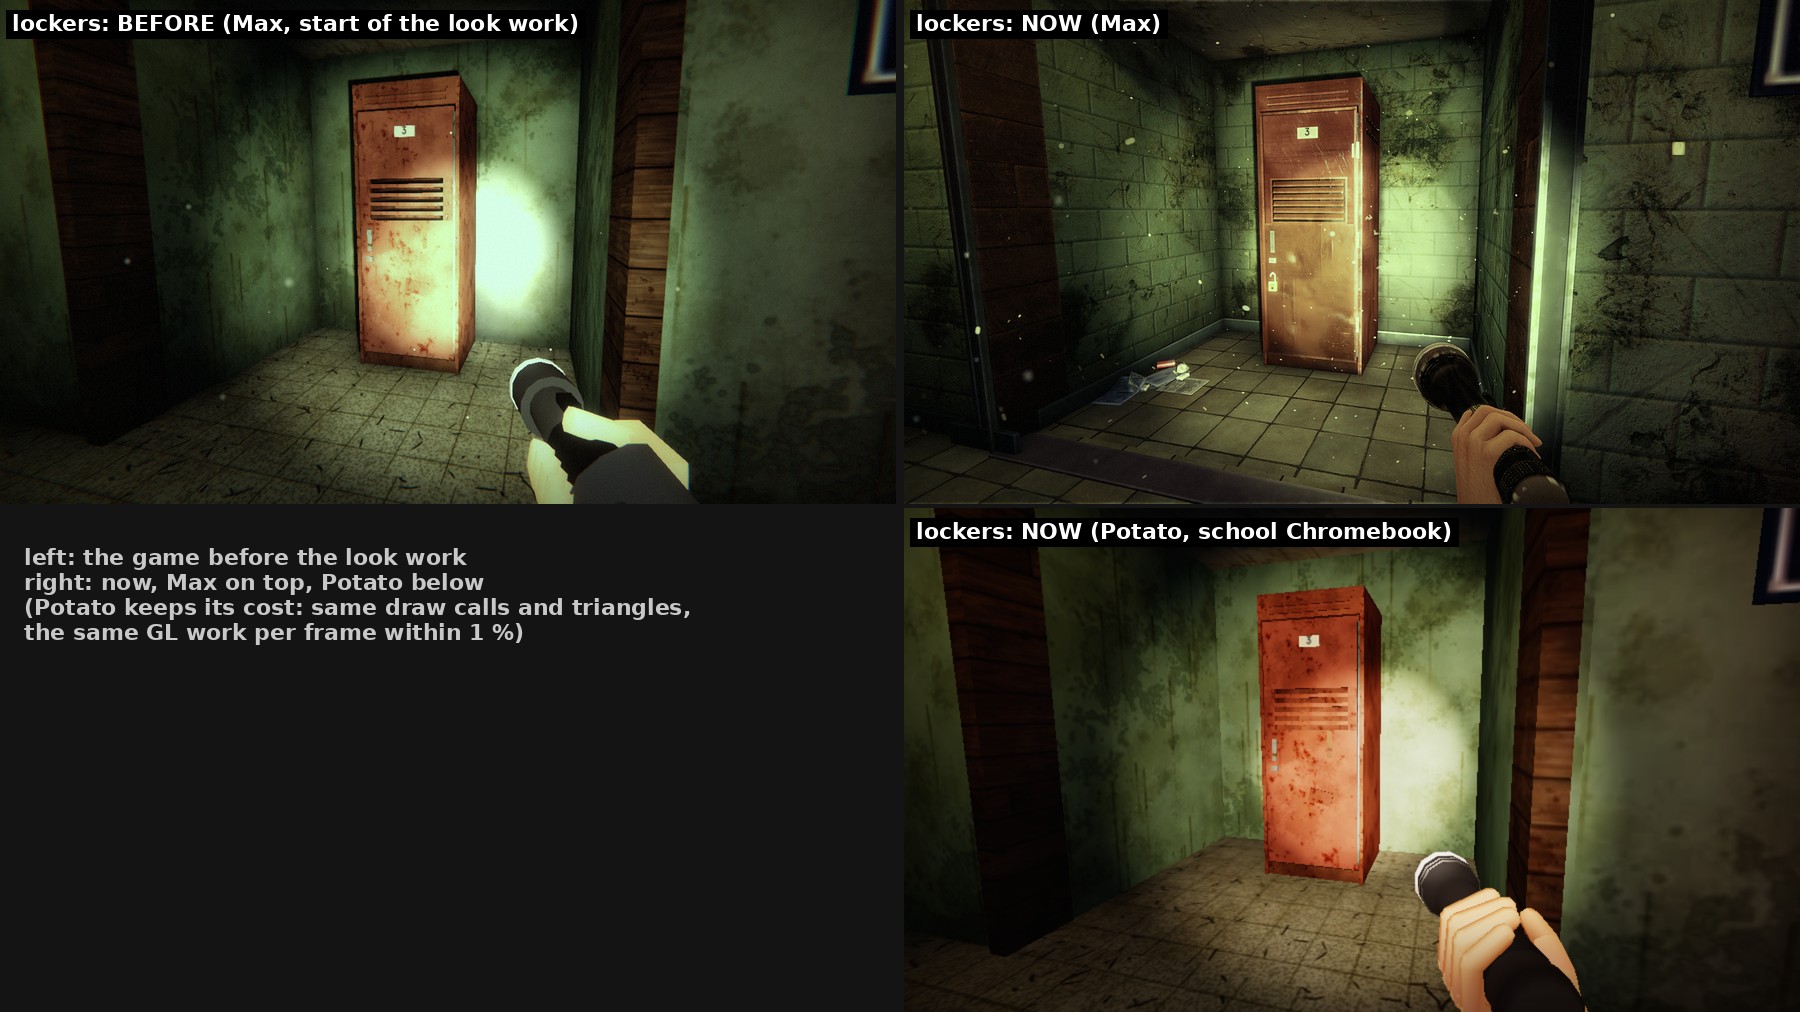 lockers: BEFORE (Max, start of the look work)
lockers: NOW (Max)
3
3
left: the game before the look work
right: now, Max on top, Potato below
(Potato keeps its cost: same draw calls and triangles,
the same GL work per frame within 1 %)
lockers: NOW (Potato, school Chromebook)
3